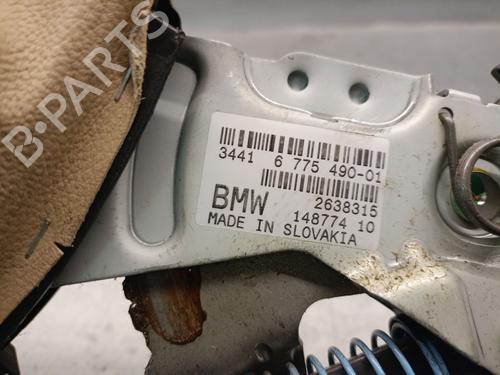 B-PARTS
3441 6 775 490-01
BMW 2638315
148774 10
MADE IN SLOVAKIA